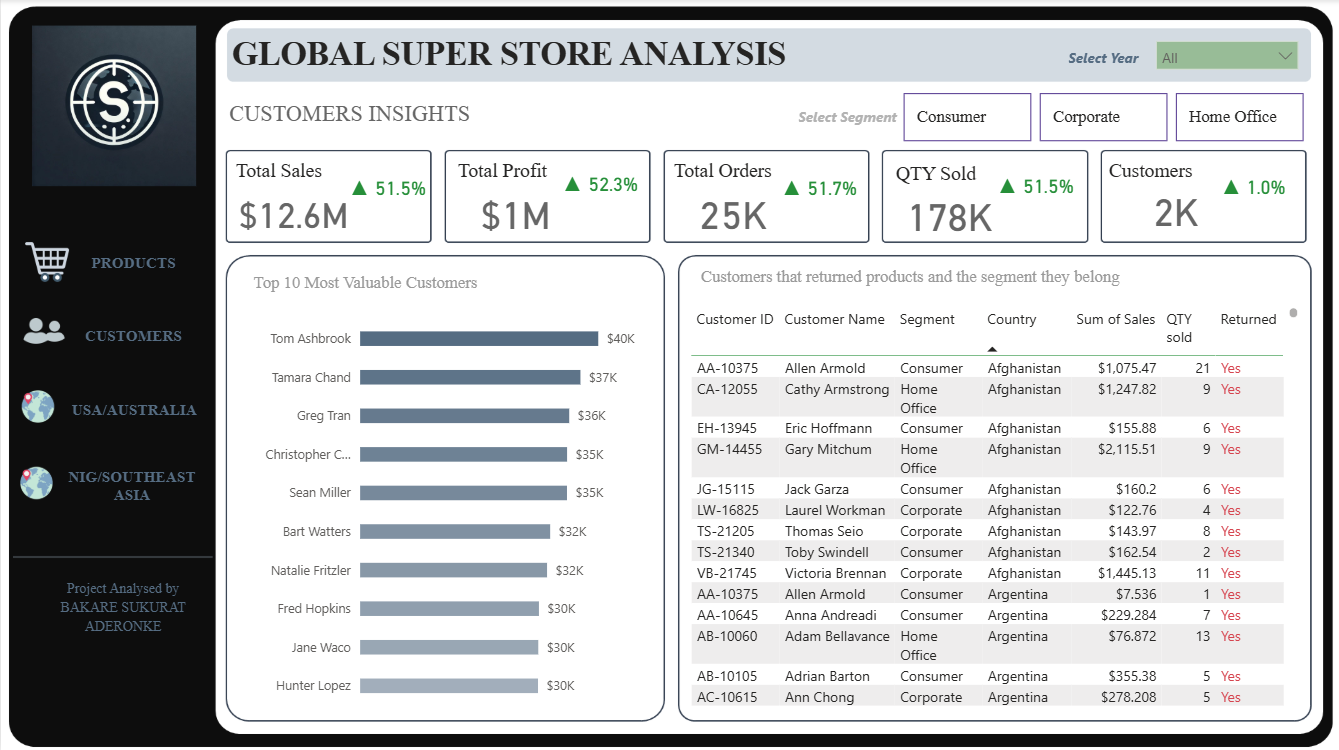 S
GLOBAL SUPER STORE ANALYSIS
Select Year
All
CUSTOMERS INSIGHTS
Select Segment
Consumer
Corporate
Home Office
Total Sales
▲ 51.5%
$12.6M
Total Profit
▲ 52.3%
$1M
Total Orders
▲ 51.7%
25K
QTY Sold
▲ 51.5%
178K
Customers
▲ 1.0%
2K
PRODUCTS
CUSTOMERS
USA/AUSTRALIA
NIG/SOUTHEAST
ASIA
Project Analysed by
BAKARE SUKURAT
ADERONKE
Top 10 Most Valuable Customers
Tom Ashbrook $40K
Tamara Chand $37K
Greg Tran $36K
Christopher C... $35K
Sean Miller $35K
Bart Watters $32K
Natalie Fritzler $32K
Fred Hopkins $30K
Jane Waco $30K
Hunter Lopez $30K
Customers that returned products and the segment they belong
Customer ID Customer Name Segment Country Sum of Sales QTY Returned
sold
AA-10375 Allen Armold Consumer Afghanistan $1,075.47 21 Yes
CA-12055 Cathy Armstrong Home Afghanistan $1,247.82 9 Yes
Office
EH-13945 Eric Hoffmann Consumer Afghanistan $155.88 6 Yes
GM-14455 Gary Mitchum Home Afghanistan $2,115.51 9 Yes
Office
JG-15115 Jack Garza Consumer Afghanistan $160.2 6 Yes
LW-16825 Laurel Workman Corporate Afghanistan $122.76 4 Yes
TS-21205 Thomas Seio Corporate Afghanistan $143.97 8 Yes
TS-21340 Toby Swindell Consumer Afghanistan $162.54 2 Yes
VB-21745 Victoria Brennan Corporate Afghanistan $1,445.13 11 Yes
AA-10375 Allen Armold Consumer Argentina $7.536 1 Yes
AA-10645 Anna Andreadi Consumer Argentina $229.284 7 Yes
AB-10060 Adam Bellavance Home Argentina $76.872 13 Yes
Office
AB-10105 Adrian Barton Consumer Argentina $355.38 5 Yes
AC-10615 Ann Chong Corporate Argentina $278.208 5 Yes